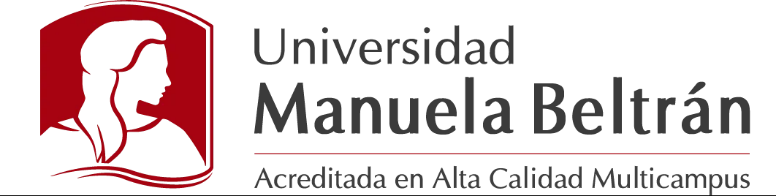 Universidad
Manuela Beltrán
Acreditada en Alta Calidad Multicampus